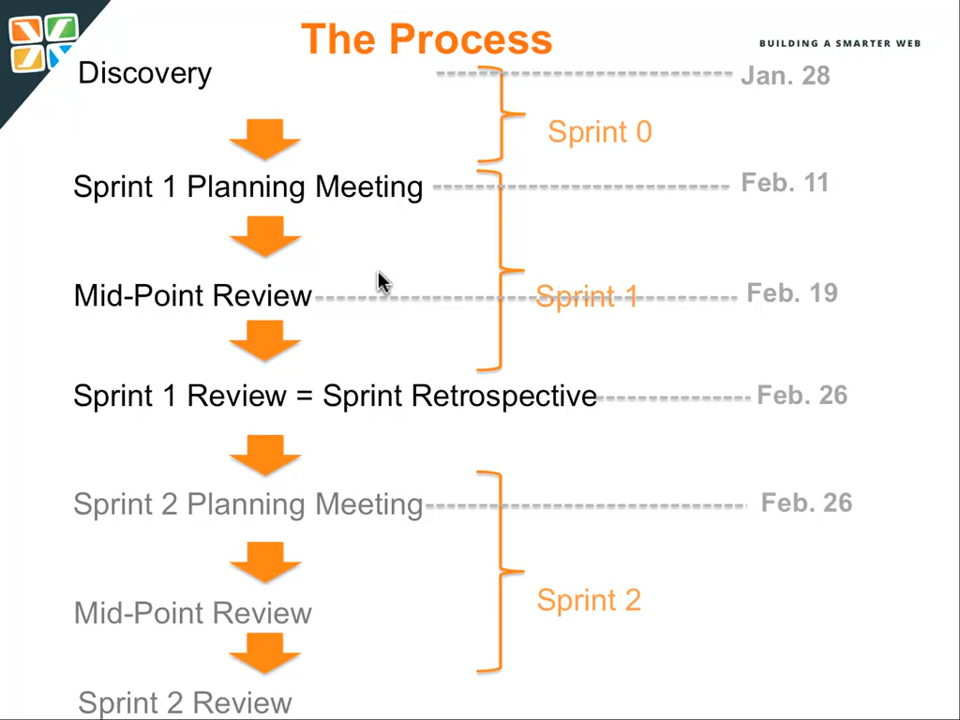 The Process
BUILDING A SMARTER WEB
Discovery
Jan. 28
Sprint 0
Sprint 1 Planning Meeting
Feb. 11
Mid-Point Review
Sprint 1
Feb. 19
Sprint 1 Review = Sprint Retrospective
Feb. 26
Sprint 2 Planning Meeting
Feb. 26
Sprint 2
Mid-Point Review
Sprint 2 Review